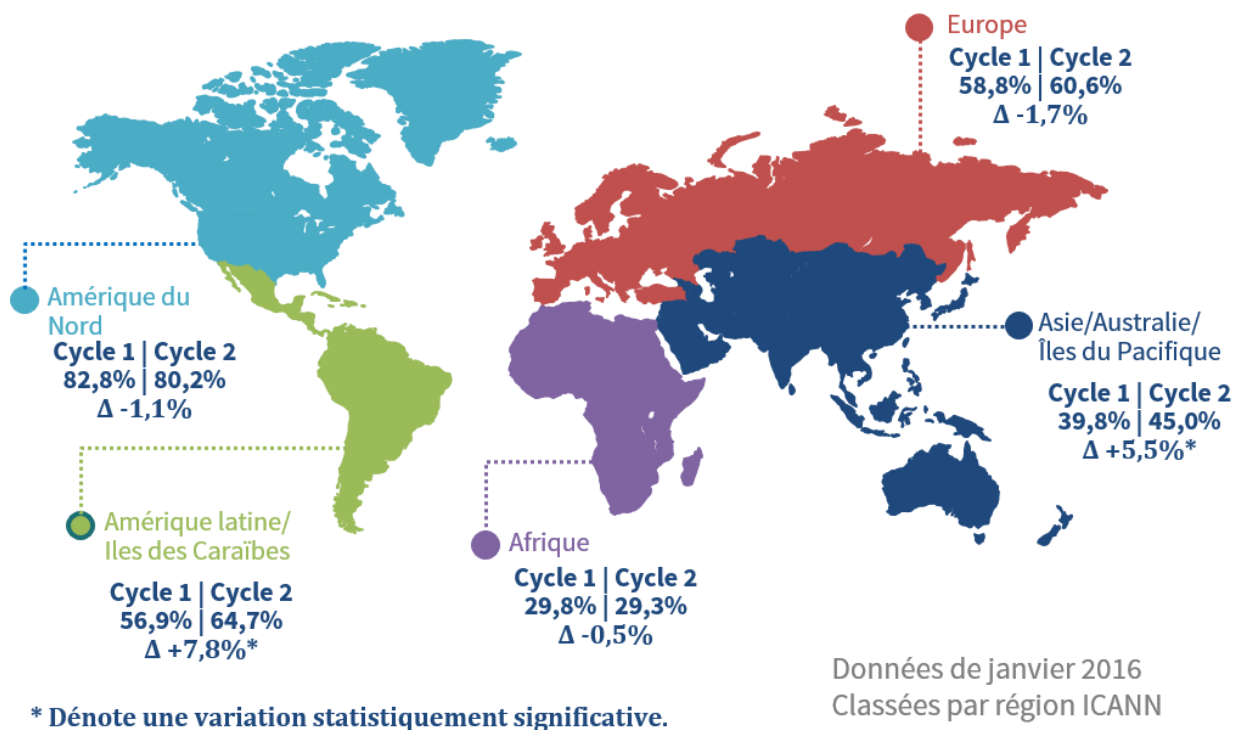 Europe
Cycle 1 | Cycle 2
58,8% | 60,6%
Δ -1,7%
Amérique du
Nord
Cycle 1 | Cycle 2
82,8% | 80,2%
Δ -1,1%
Asie/Australie/
Îles du Pacifique
Cycle 1 | Cycle 2
39,8% | 45,0%
Δ +5,5%*
Amérique latine/
Iles des Caraïbes
Cycle 1 | Cycle 2
56,9% | 64,7%
Δ +7,8%*
Afrique
Cycle 1 | Cycle 2
29,8% | 29,3%
Δ -0,5%
Données de janvier 2016
Classées par région ICANN
* Dénote une variation statistiquement significative.